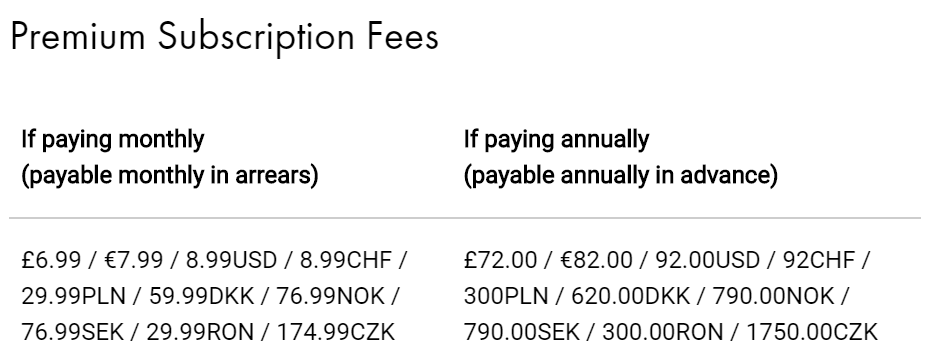 Premium Subscription Fees
If paying monthly
(payable monthly in arrears)
If paying annually
(payable annually in advance)
£6.99 / €7.99 / 8.99USD / 8.99CHF /
29.99PLN / 59.99DKK / 76.99NOK /
76.99SEK / 29.99RON / 174.99CZK
£72.00 / €82.00 / 92.00USD / 92CHF /
300PLN / 620.00DKK / 790.00NOK /
790.00SEK / 300.00RON / 1750.00CZK